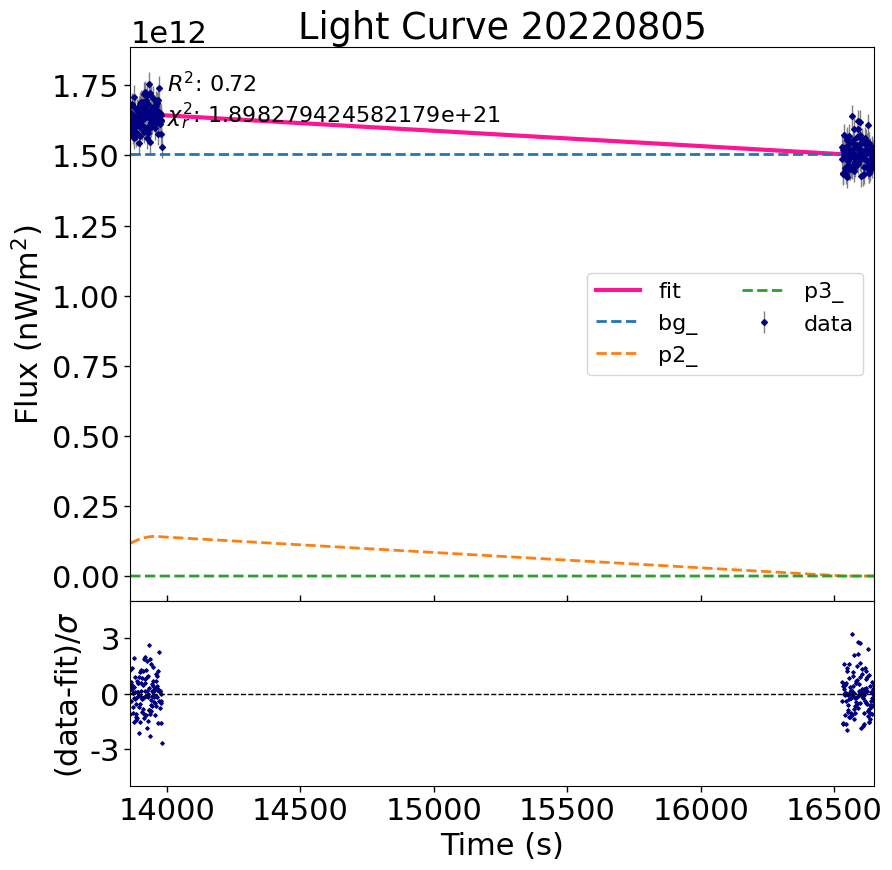 Light Curve 20220805
1e12
R²: 0.72
χ²ᵣ: 1.898279424582179e+21
1.75
1.50
1.25
1.00
0.75
0.50
0.25
0.00
Flux (nW/m²)
fit
bg_
p2_
p3_
data
3
0
-3
(data-fit)/σ
14000 14500 15000 15500 16000 16500
Time (s)